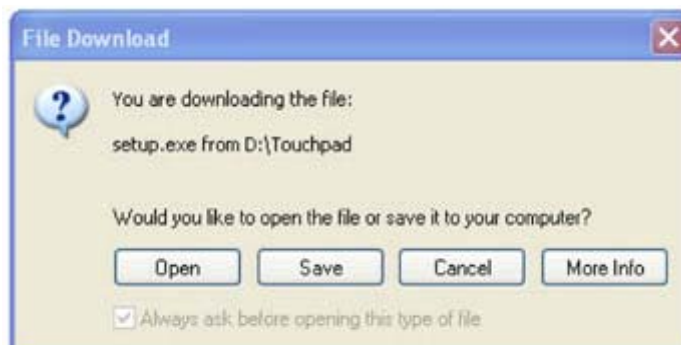 File Download
You are downloading the file:
setup.exe from D:\Touchpad
Would you like to open the file or save it to your computer?
Open Save Cancel More Info
Always ask before opening this type of file